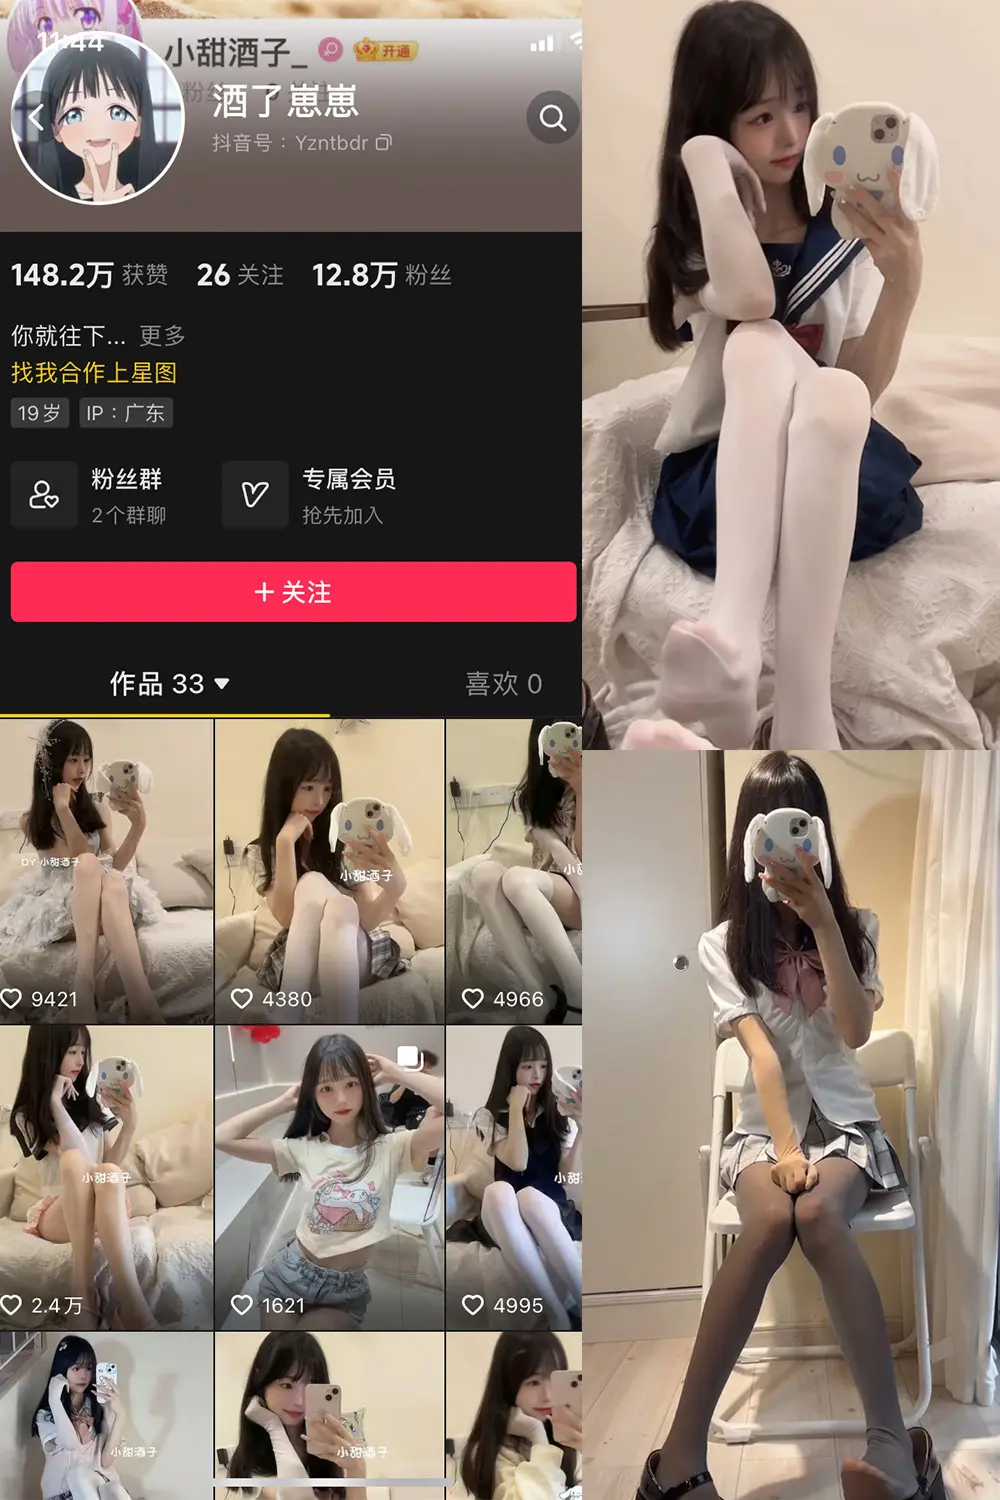 11:44
小甜酒子_
开通
酒了崽崽
抖音号：Yzntbdr
148.2万 获赞 26 关注 12.8万 粉丝
你就往下... 更多
找我合作上星图
19岁 IP：广东
粉丝群 专属会员
2个群聊 抢先加入
+ 关注
作品 33 喜欢 0
DY 小甜酒子
小甜酒子
小甜
9421 4380 4966
小甜酒子
小甜
2.4万 1621 4995
小甜酒子
小甜酒子